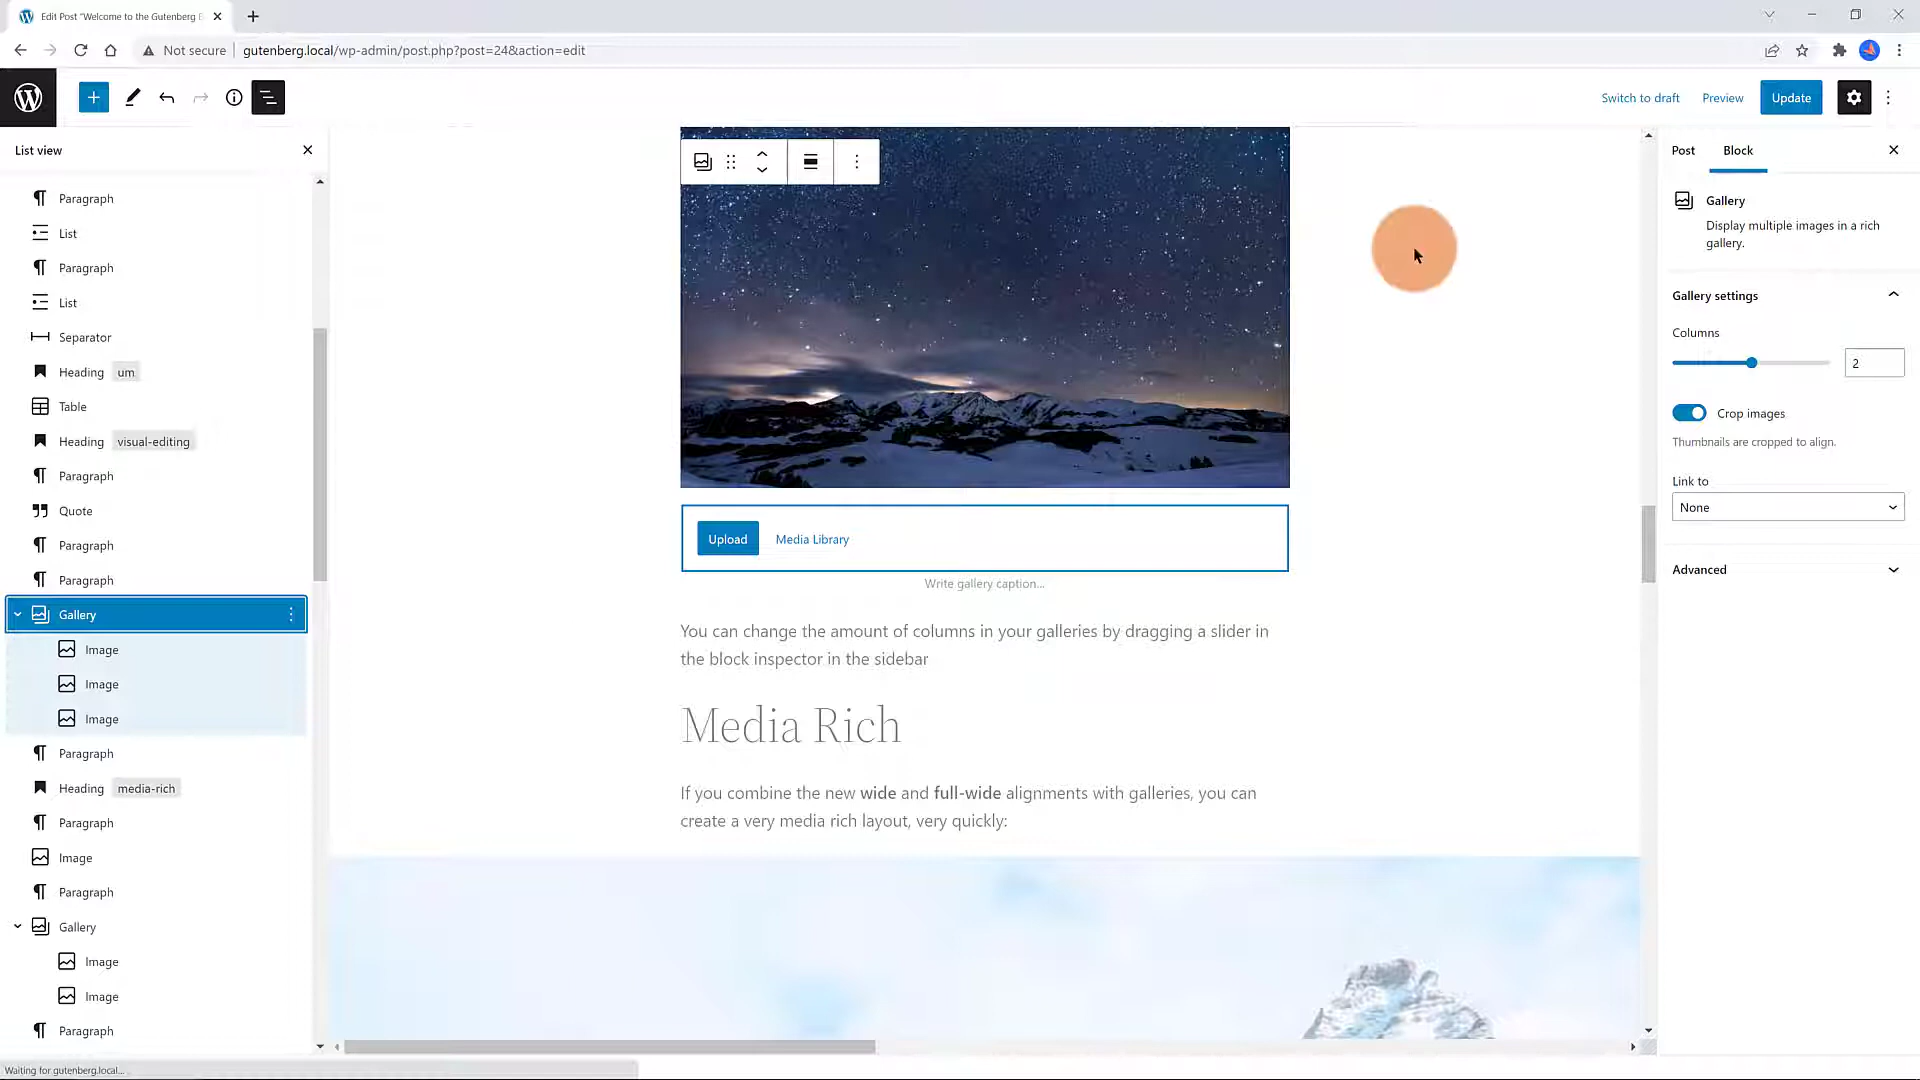 Edit Post "Welcome to the Gutenberg E
Not secure
gutenberg.local/wp-admin/post.php?post=24&action=edit
Switch to draft
Preview
Update
List view
Paragraph
List
Paragraph
List
Separator
Heading um
Table
Heading visual-editing
Paragraph
Quote
Paragraph
Paragraph
Gallery
Image
Image
Image
Paragraph
Heading media-rich
Paragraph
Image
Paragraph
Gallery
Image
Image
Paragraph
Upload Media Library
Write gallery caption...
You can change the amount of columns in your galleries by dragging a slider in
the block inspector in the sidebar
Media Rich
If you combine the new wide and full-wide alignments with galleries, you can
create a very media rich layout, very quickly:
Post Block
Gallery
Display multiple images in a rich
gallery.
Gallery settings
Columns
2
Crop images
Thumbnails are cropped to align.
Link to
None
Advanced
Waiting for gutenberg.local...